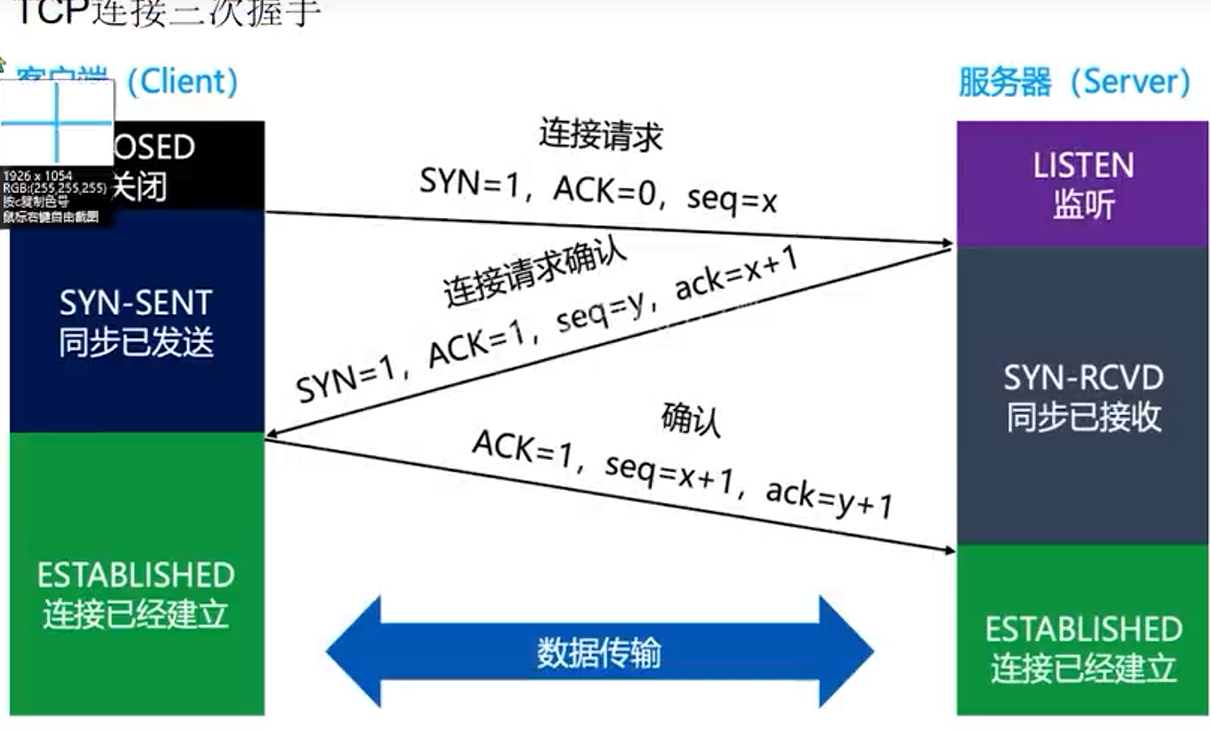 TCP连接三次握手
客户端（Client）
服务器（Server）
OSED
关闭
1926 x 1054
RGB:(255,255,255)
按c复制色号
鼠标右键自由截图
连接请求
SYN=1，ACK=0，seq=x
LISTEN
监听
连接请求确认
SYN=1，ACK=1，seq=y，ack=x+1
SYN-SENT
同步已发送
SYN-RCVD
同步已接收
确认
ACK=1，seq=x+1，ack=y+1
ESTABLISHED
连接已经建立
数据传输
ESTABLISHED
连接已经建立